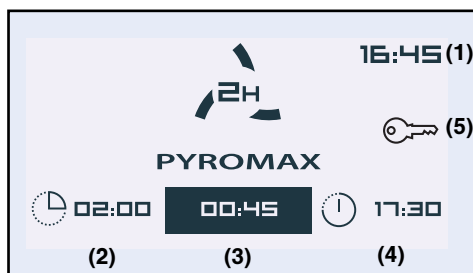 16:45 (1)
2H
(5)
PYROMAX
02:00 00:45 17:30
(2) (3) (4)